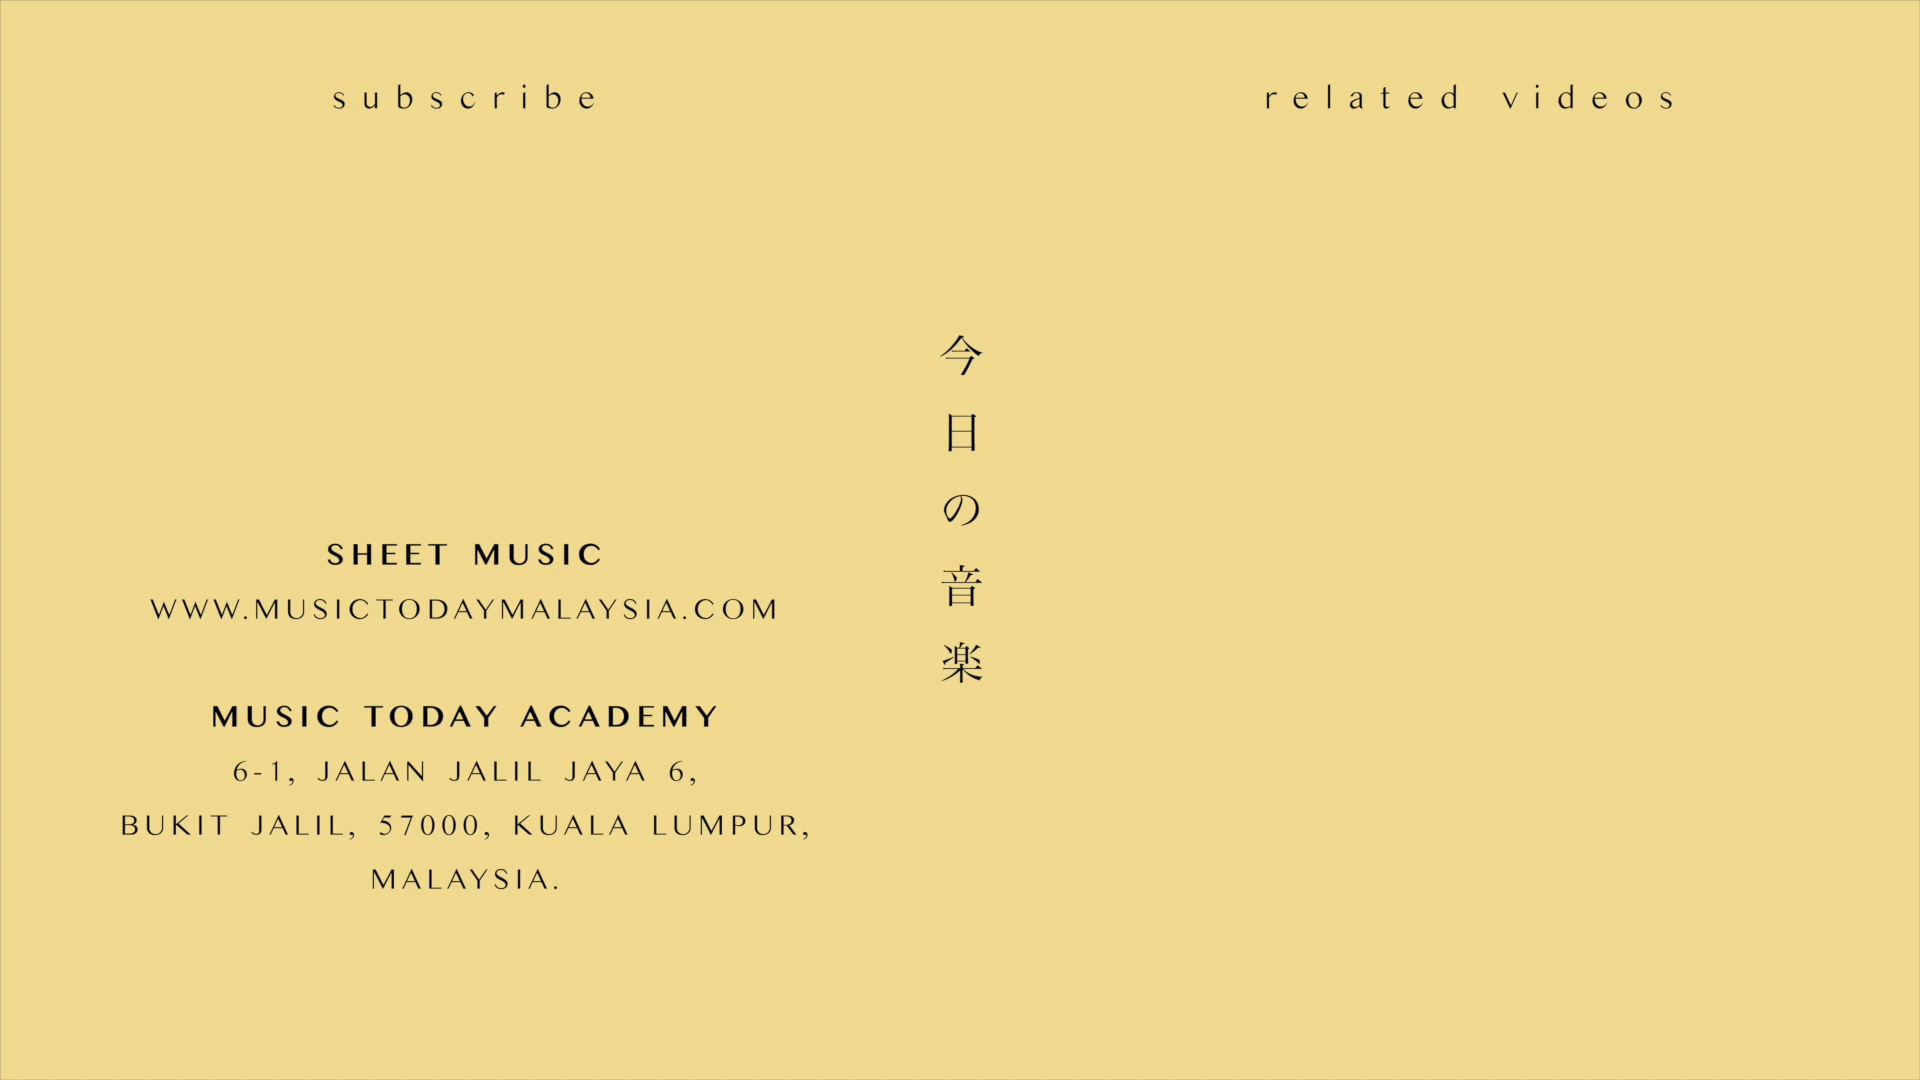 subscribe
related videos
今日の音楽
SHEET MUSIC
WWW.MUSICTODAYMALAYSIA.COM
MUSIC TODAY ACADEMY
6-1, JALAN JALIL JAYA 6,
BUKIT JALIL, 57000, KUALA LUMPUR,
MALAYSIA.